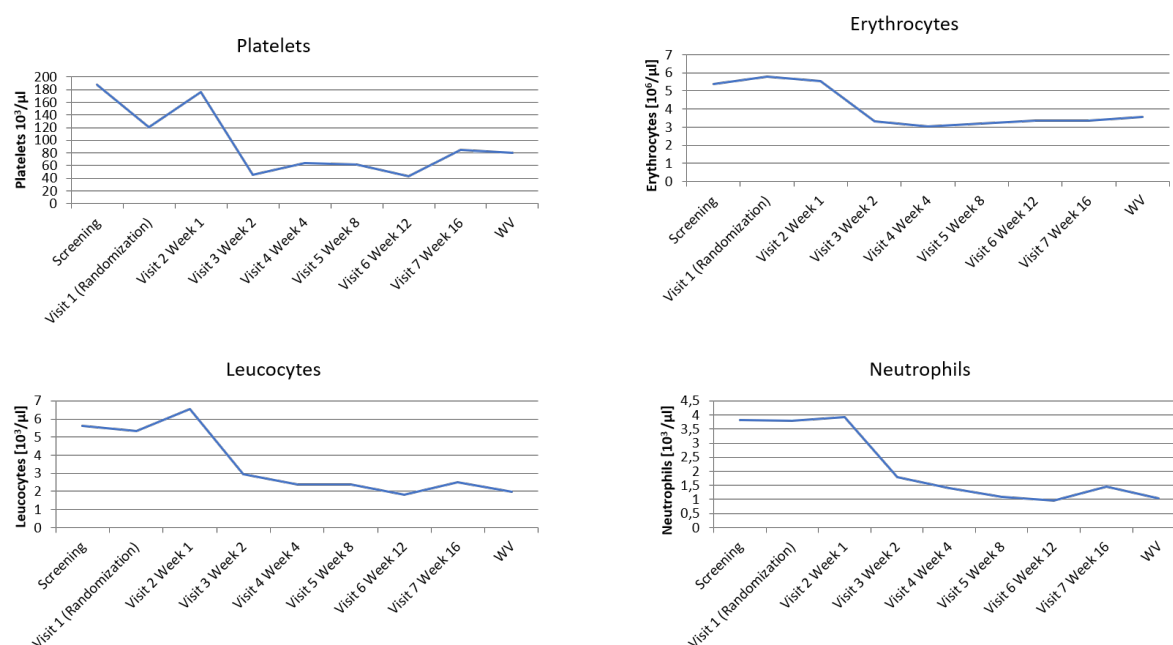 Platelets
Platelets 10³/µl
200
180
160
140
120
100
80
60
40
20
0
Screening
Visit 1 (Randomization)
Visit 2 Week 1
Visit 3 Week 2
Visit 4 Week 4
Visit 5 Week 8
Visit 6 Week 12
Visit 7 Week 16
WV
Erythrocytes
Erythrocytes [10⁶/µl]
7
6
5
4
3
2
1
0
Screening
Visit 1 (Randomization)
Visit 2 Week 1
Visit 3 Week 2
Visit 4 Week 4
Visit 5 Week 8
Visit 6 Week 12
Visit 7 Week 16
WV
Leucocytes
Leucocytes [10³/µl]
7
6
5
4
3
2
1
0
Screening
Visit 1 (Randomization)
Visit 2 Week 1
Visit 3 Week 2
Visit 4 Week 4
Visit 5 Week 8
Visit 6 Week 12
Visit 7 Week 16
WV
Neutrophils
Neutrophils [10³ /µl]
4,5
4
3,5
3
2,5
2
1,5
1
0,5
0
Screening
Visit 1 (Randomization)
Visit 2 Week 1
Visit 3 Week 2
Visit 4 Week 4
Visit 5 Week 8
Visit 6 Week 12
Visit 7 Week 16
WV